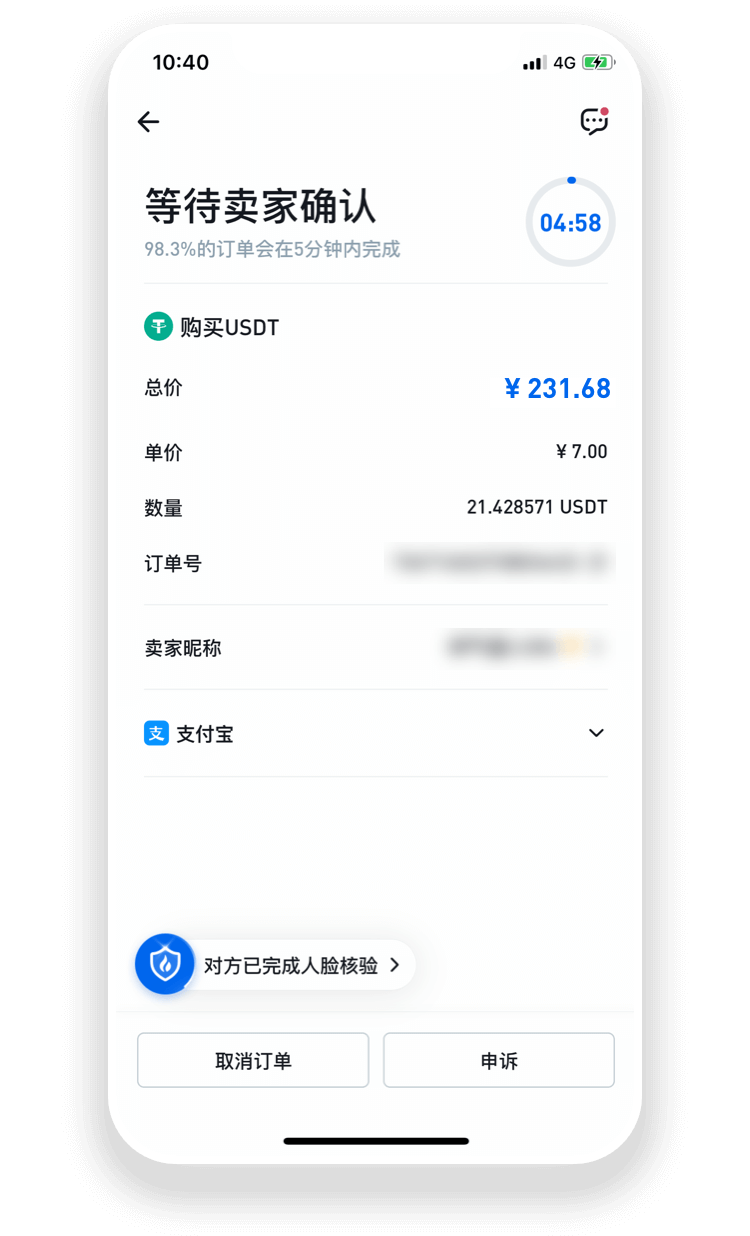 10:40
4G
等待卖家确认
98.3%的订单会在5分钟内完成
04:58
购买USDT
总价
¥ 231.68
单价
¥ 7.00
数量
21.428571 USDT
订单号
卖家昵称
支 支付宝
对方已完成人脸核验
取消订单
申诉